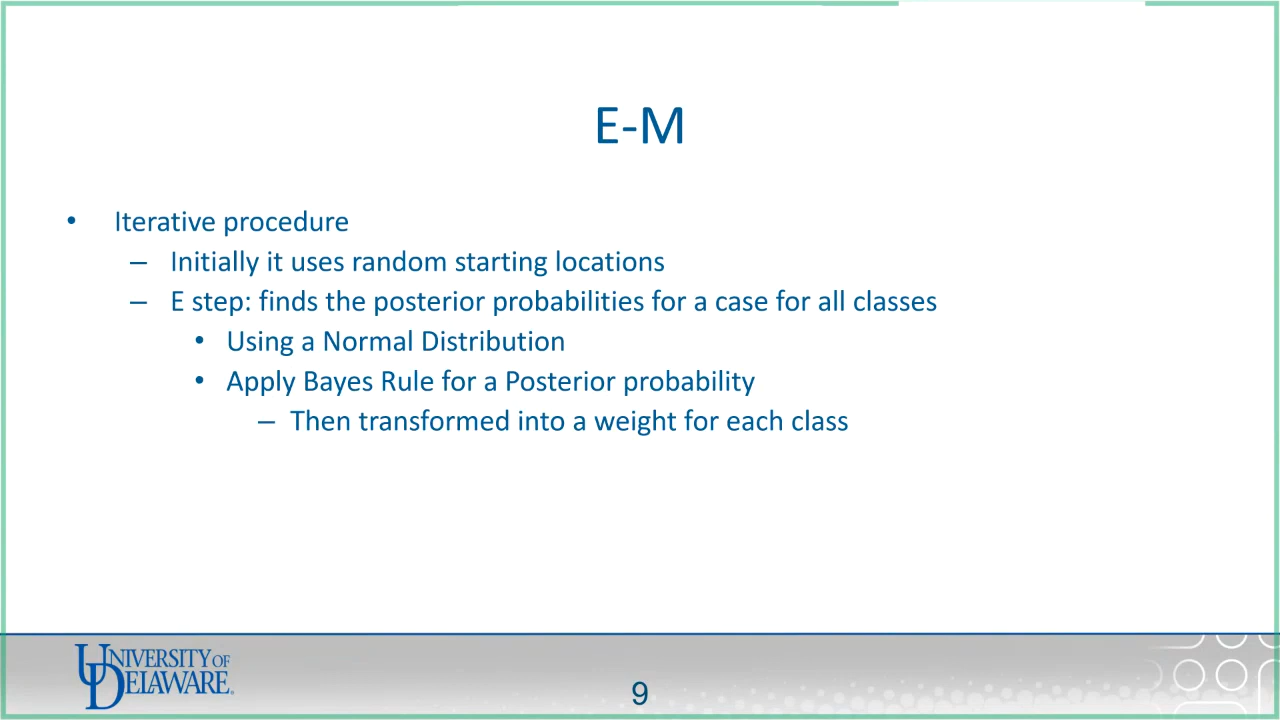 E-M
• Iterative procedure
– Initially it uses random starting locations
– E step: finds the posterior probabilities for a case for all classes
• Using a Normal Distribution
• Apply Bayes Rule for a Posterior probability
– Then transformed into a weight for each class
UNIVERSITY OF
DELAWARE
9